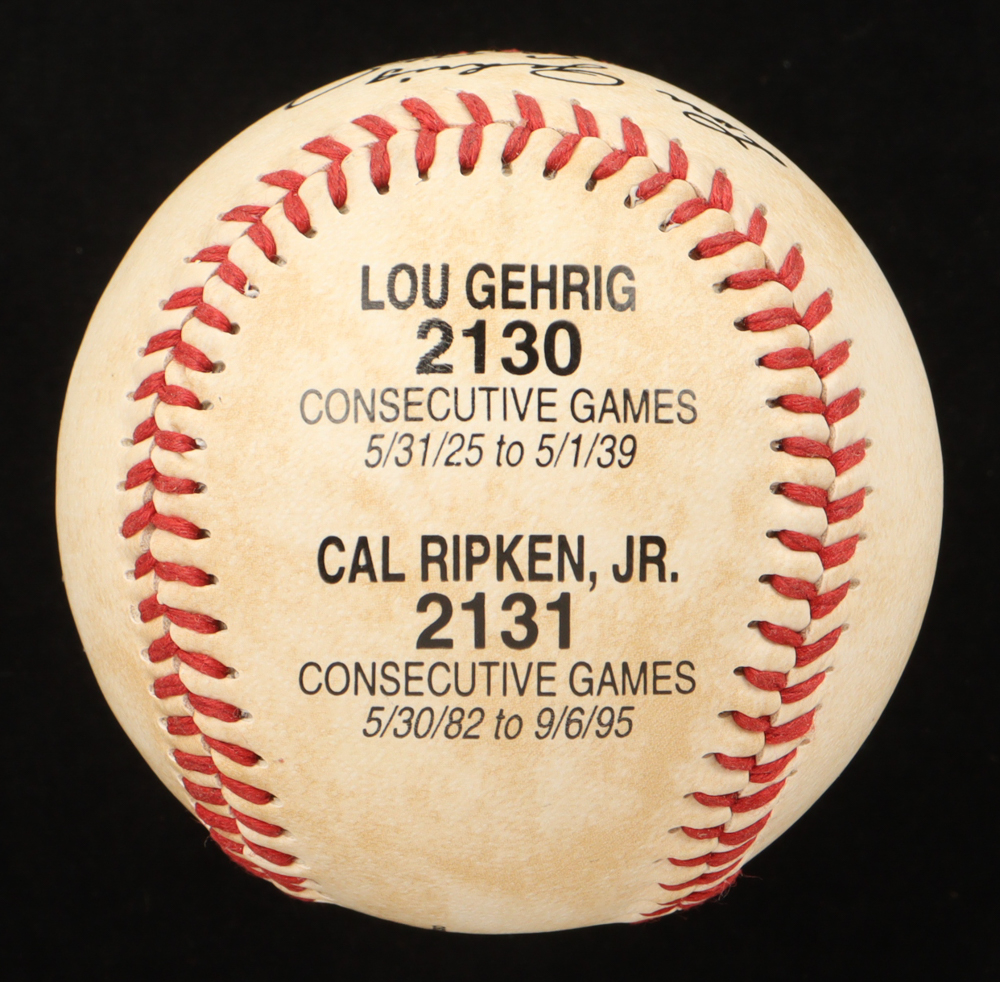 LOU GEHRIG
2130
CONSECUTIVE GAMES
5/31/25 to 5/1/39
CAL RIPKEN, JR.
2131
CONSECUTIVE GAMES
5/30/82 to 9/6/95